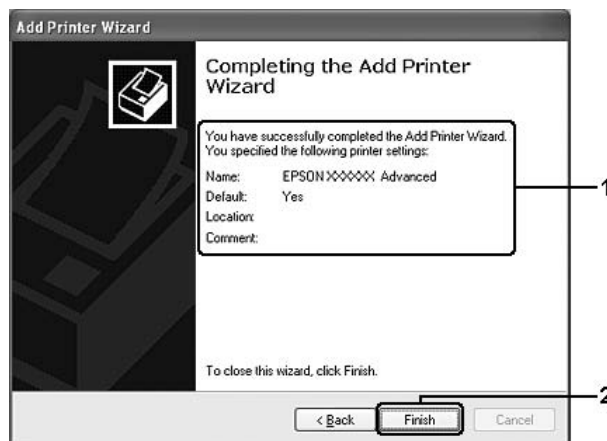 Add Printer Wizard
Completing the Add Printer
Wizard
You have successfully completed the Add Printer Wizard.
You specified the following printer settings:
Name: EPSON XXXXXX Advanced
Default: Yes
Location:
Comment:
1
To close this wizard, click Finish.
2
< Back Finish Cancel